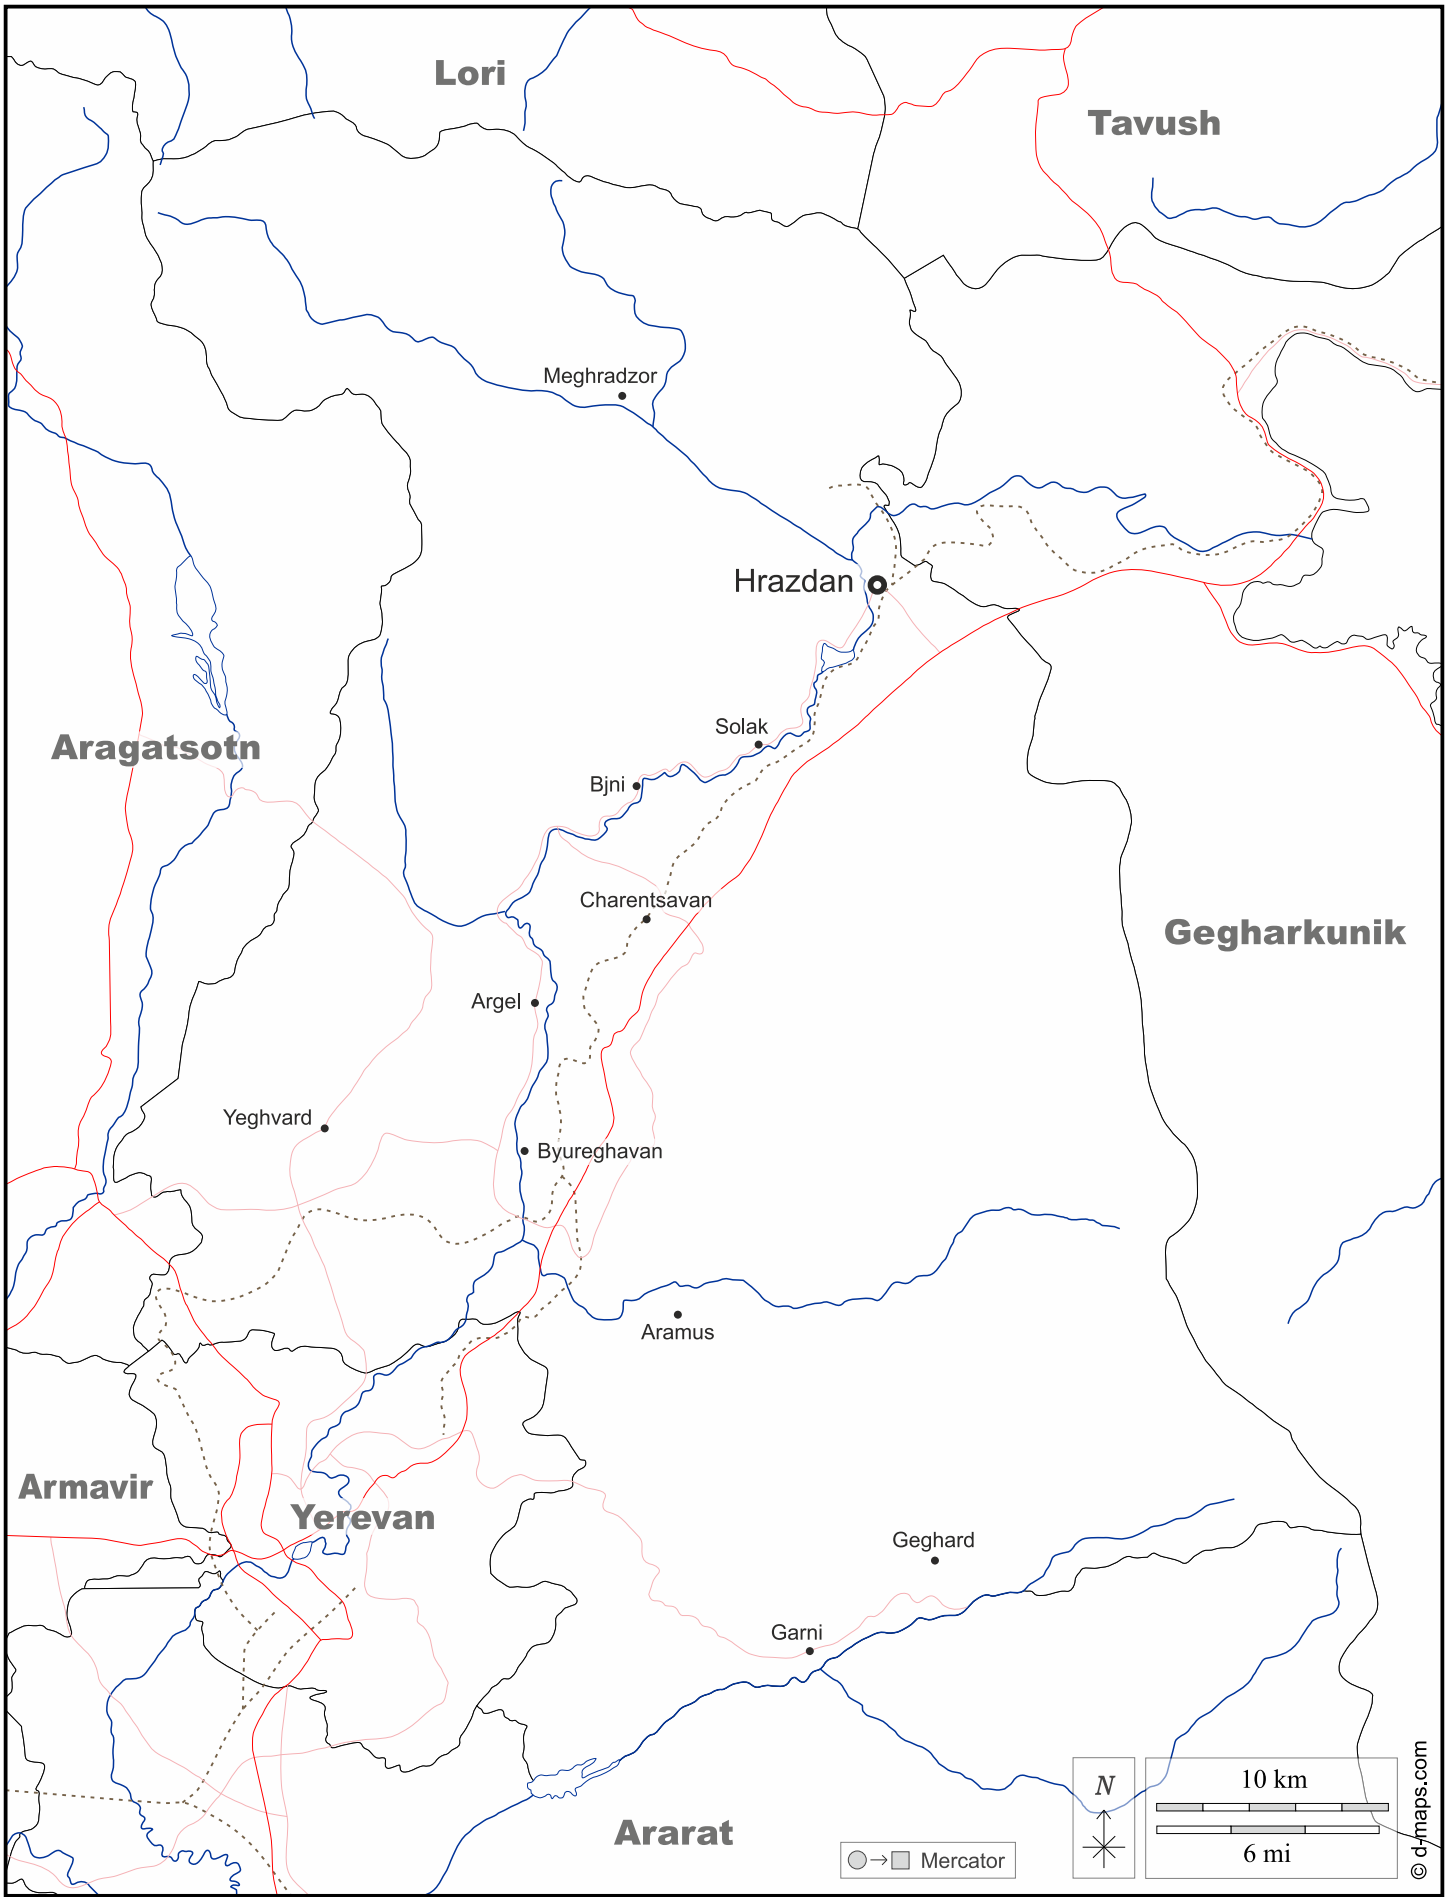 Lori
Tavush
Meghradzor
Hrazdan
Solak
Aragatsotn
Bjni
Charentsavan
Gegharkunik
Argel
Yeghvard
Byureghavan
Aramus
Armavir
Yerevan
Geghard
Garni
Ararat
N
10 km
6 mi
Mercator
© d-maps.com